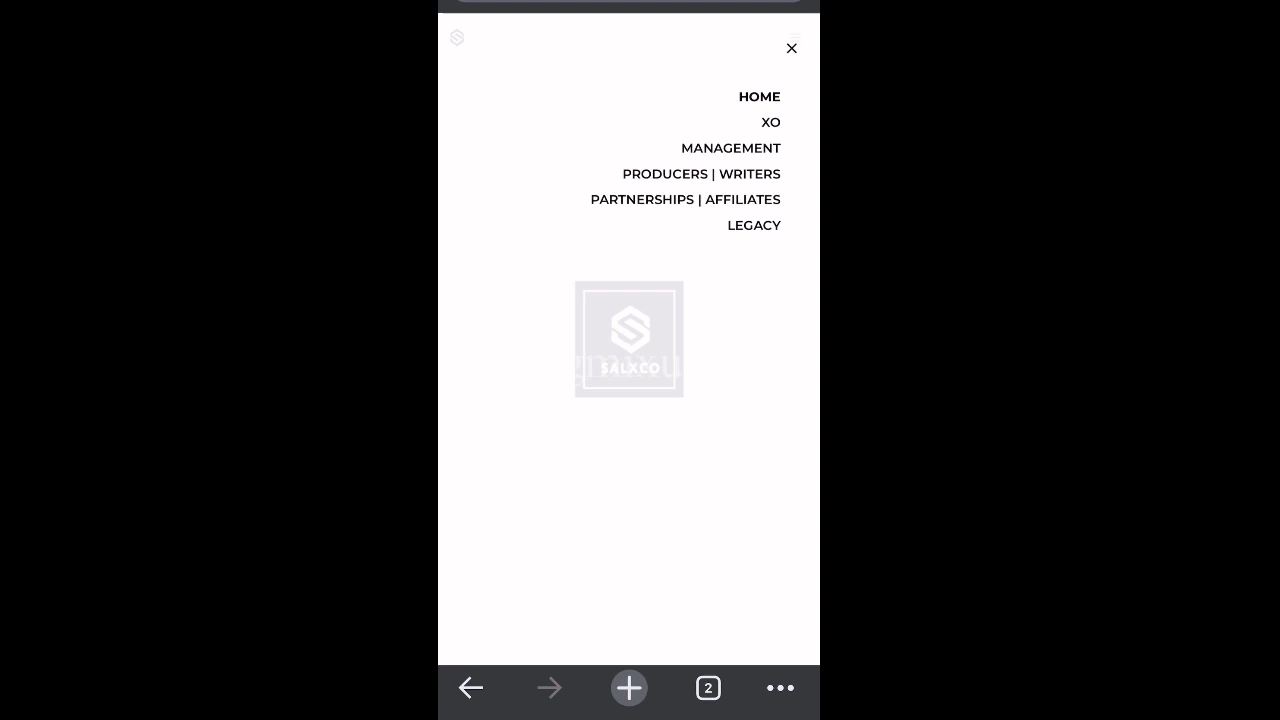 HOME
XO
MANAGEMENT
PRODUCERS | WRITERS
PARTNERSHIPS | AFFILIATES
LEGACY
SALXCO
2